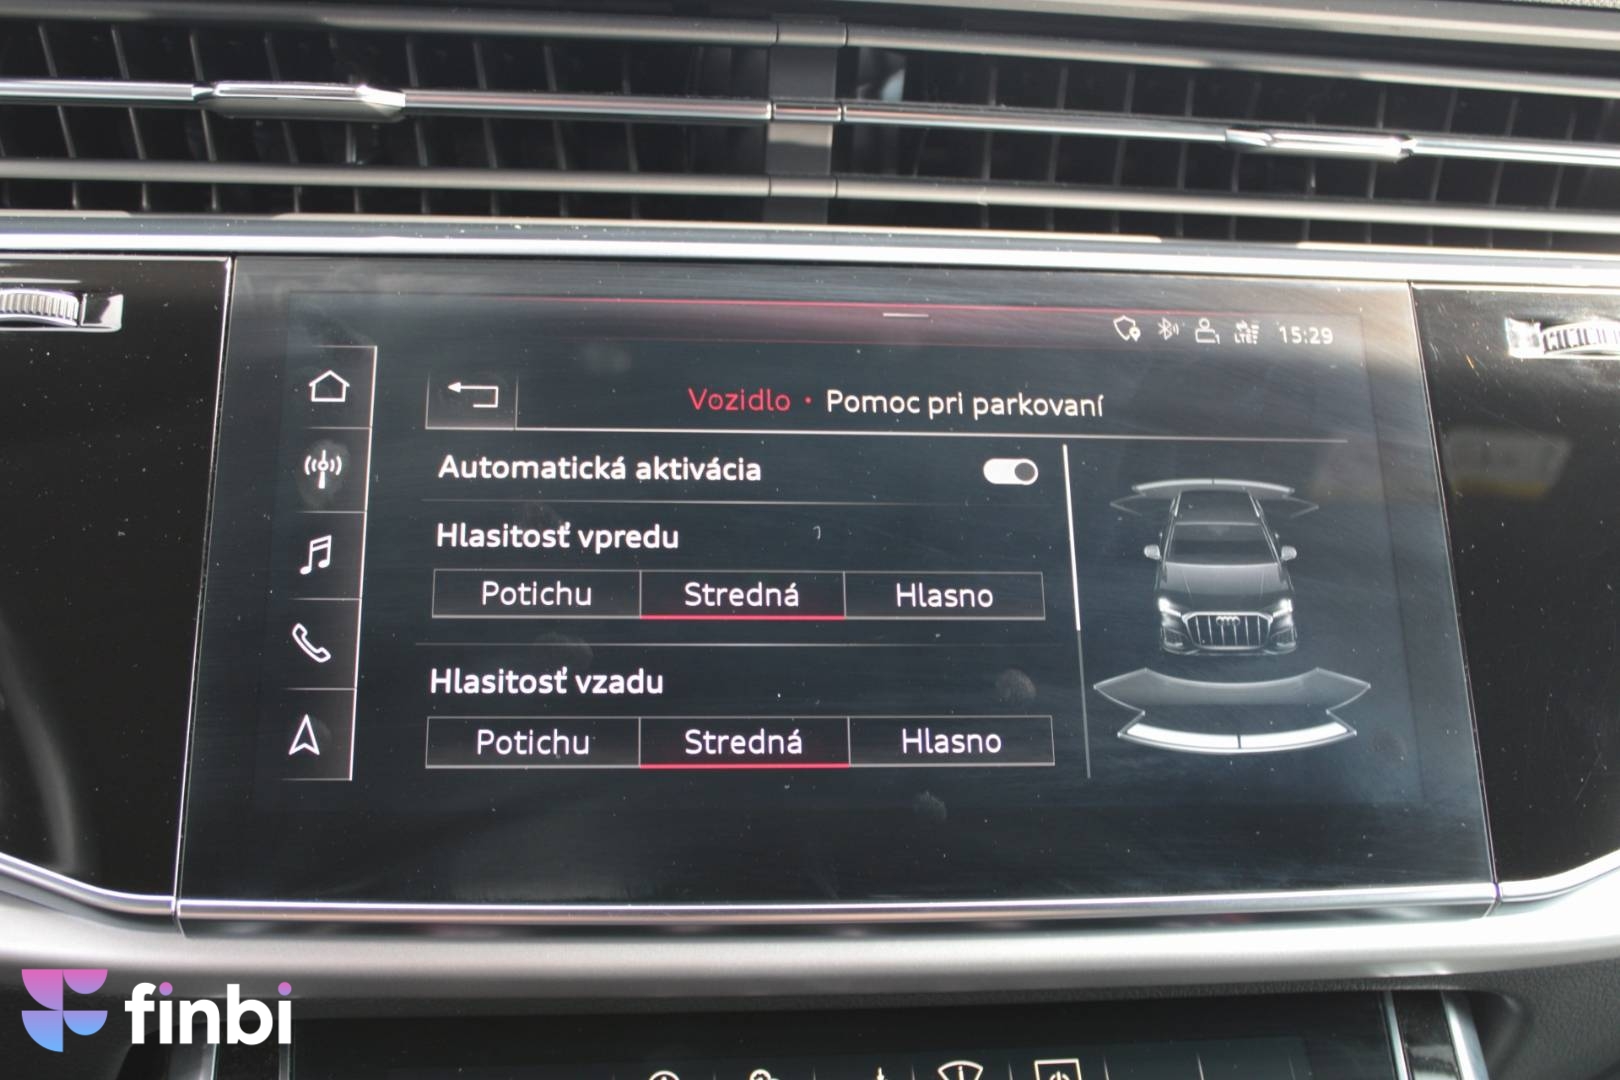 15:29
Vozidlo • Pomoc pri parkovaní
Automatická aktivácia
Hlasitosť vpredu
Potichu Stredná Hlasno
Hlasitosť vzadu
Potichu Stredná Hlasno
finbi